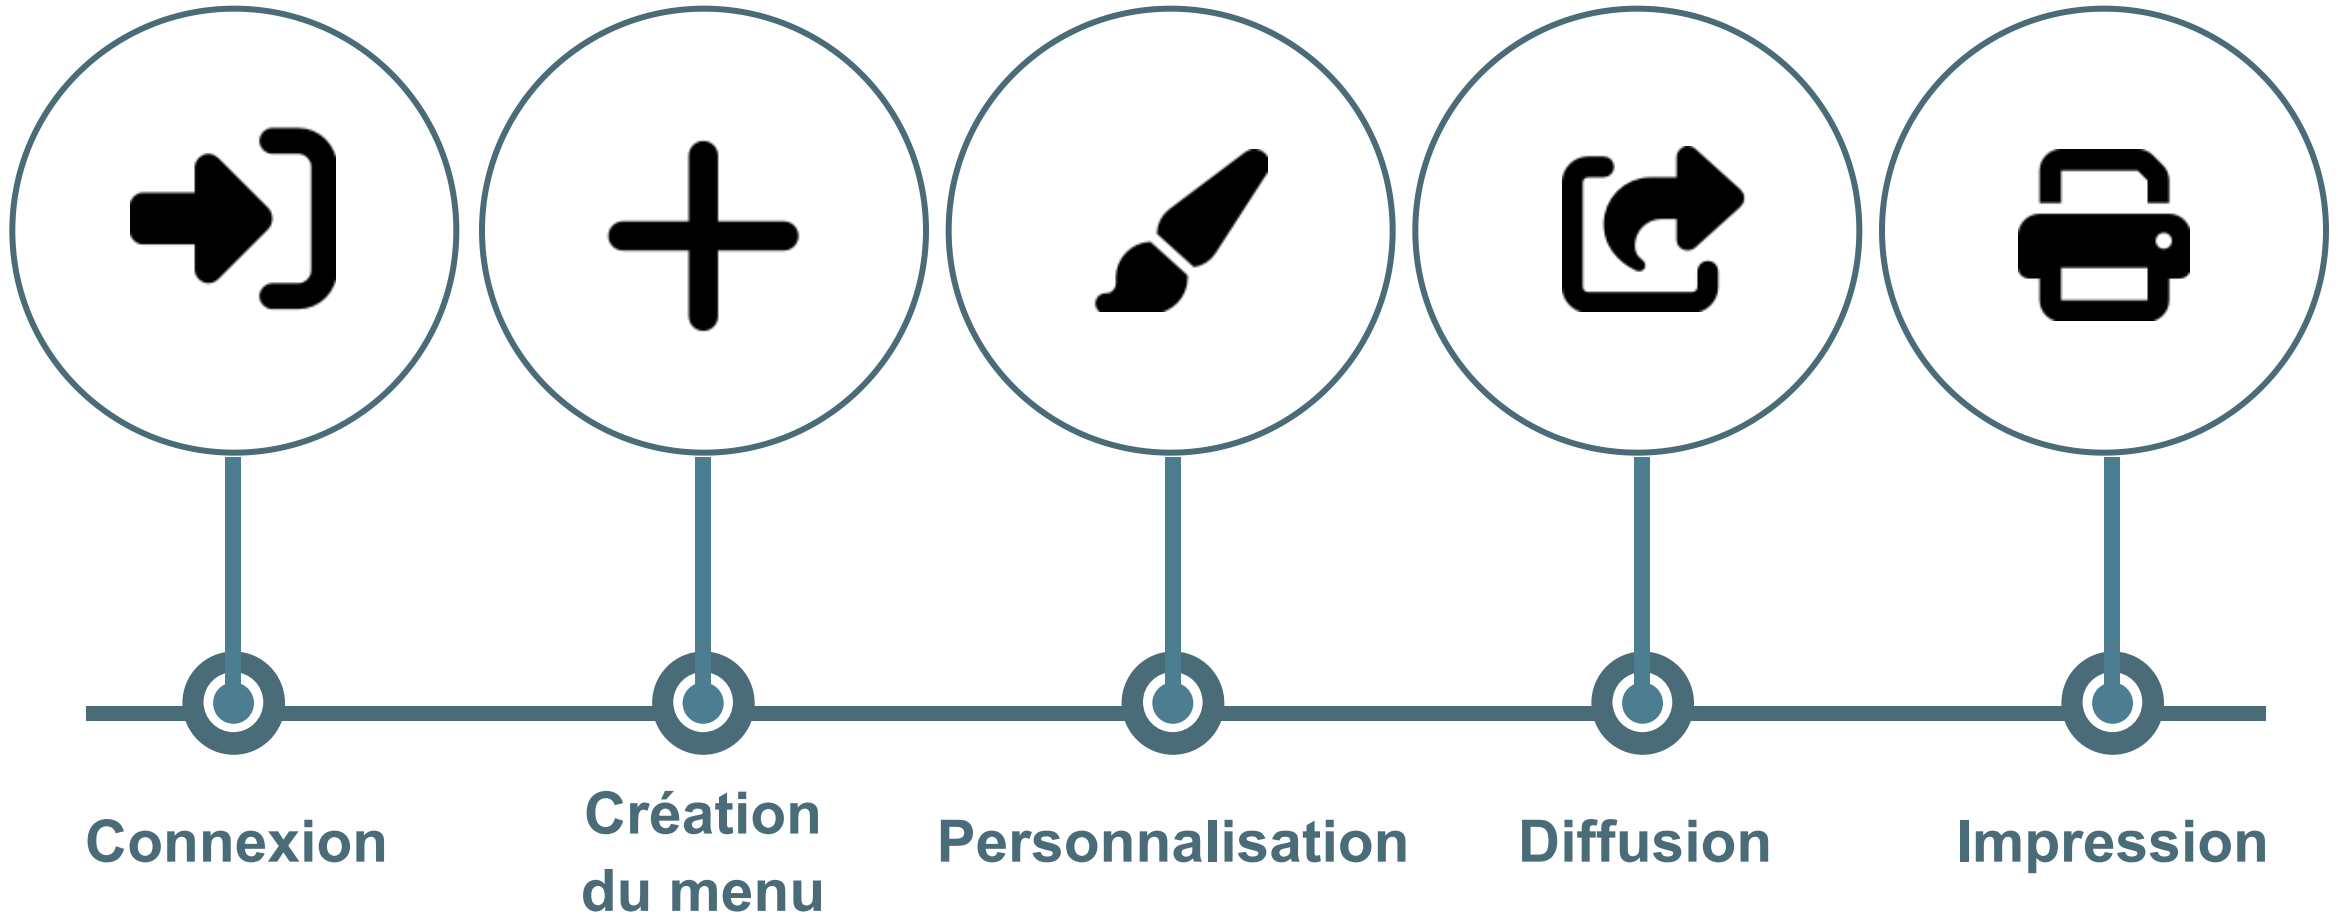 Connexion
Création
du menu
Personnalisation
Diffusion
Impression